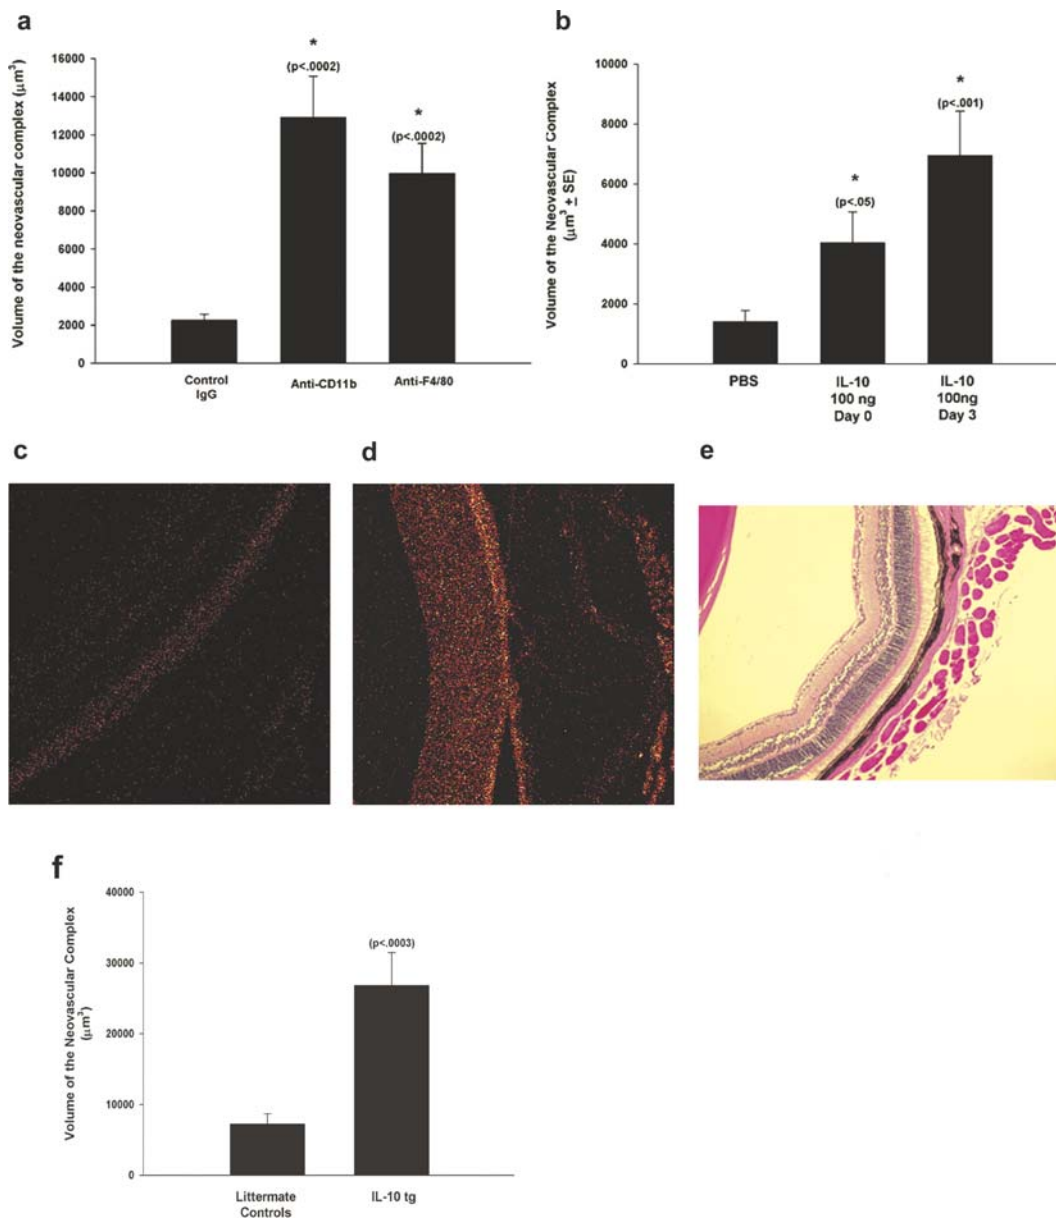 a
Volume of the neovascular complex (μm³)
16000
14000
12000
10000
8000
6000
4000
2000
0
*
(p<.0002)
*
(p<.0002)
Control
IgG
Anti-CD11b
Anti-F4/80
b
Volume of the Neovascular Complex
(μm³ ± SE)
10000
8000
6000
4000
2000
0
*
(p<.05)
*
(p<.001)
PBS
IL-10
100 ng
Day 0
IL-10
100ng
Day 3
c
d
e
f
Volume of the Neovascular Complex
(μm³)
40000
30000
20000
10000
0
(p<.0003)
Littermate
Controls
IL-10 tg